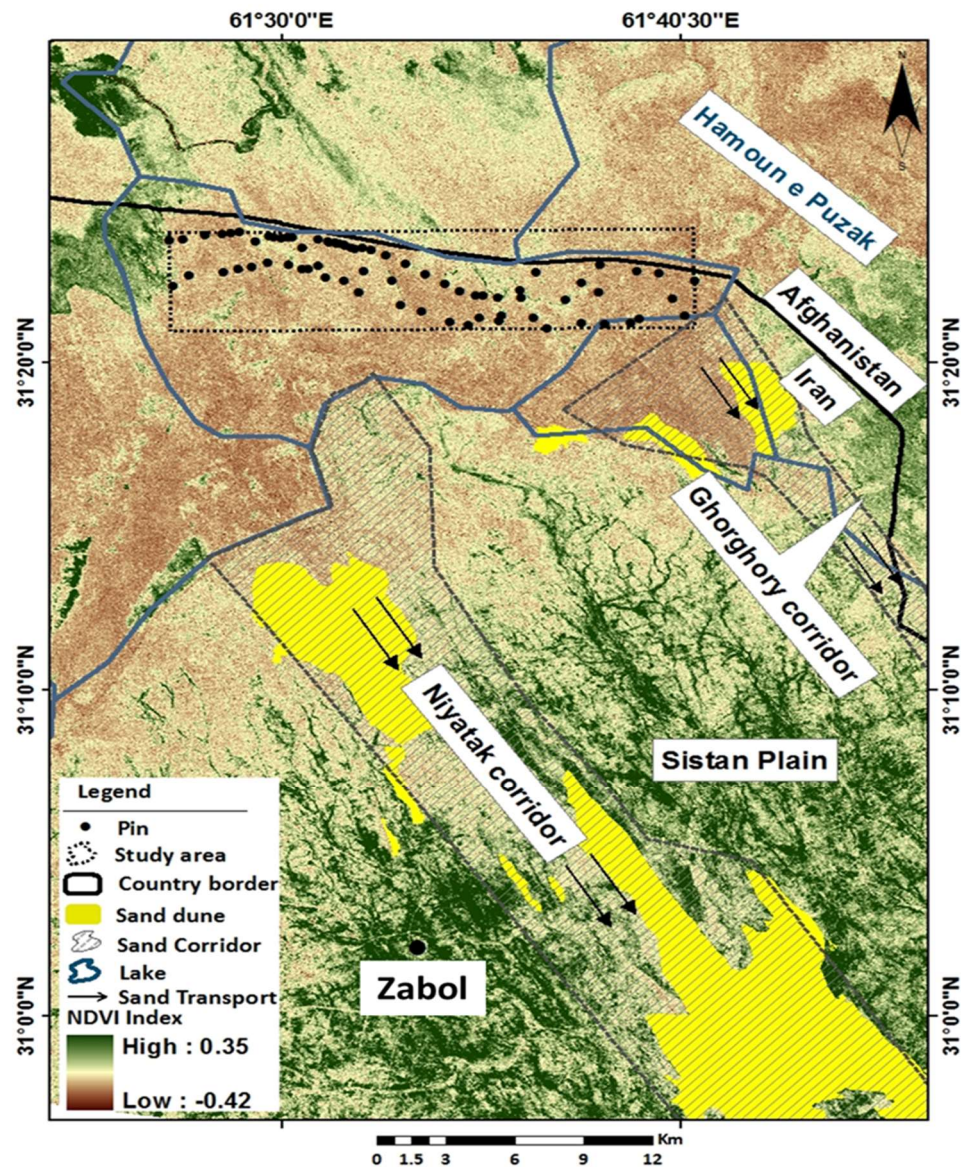 61°30'0"E
61°40'30"E
N
S
Hamoun e Puzak
Afghanistan
Iran
31°20'0"N
31°20'0"N
Ghorghory corridor
31°10'0"N
31°10'0"N
Niyatak corridor
Sistan Plain
Legend
Pin
Study area
Country border
Sand dune
Sand Corridor
Lake
Sand Transport
NDVI Index
High : 0.35
Low : -0.42
Zabol
31°0'0"N
31°0'0"N
Km
0 1.5 3 6 9 12